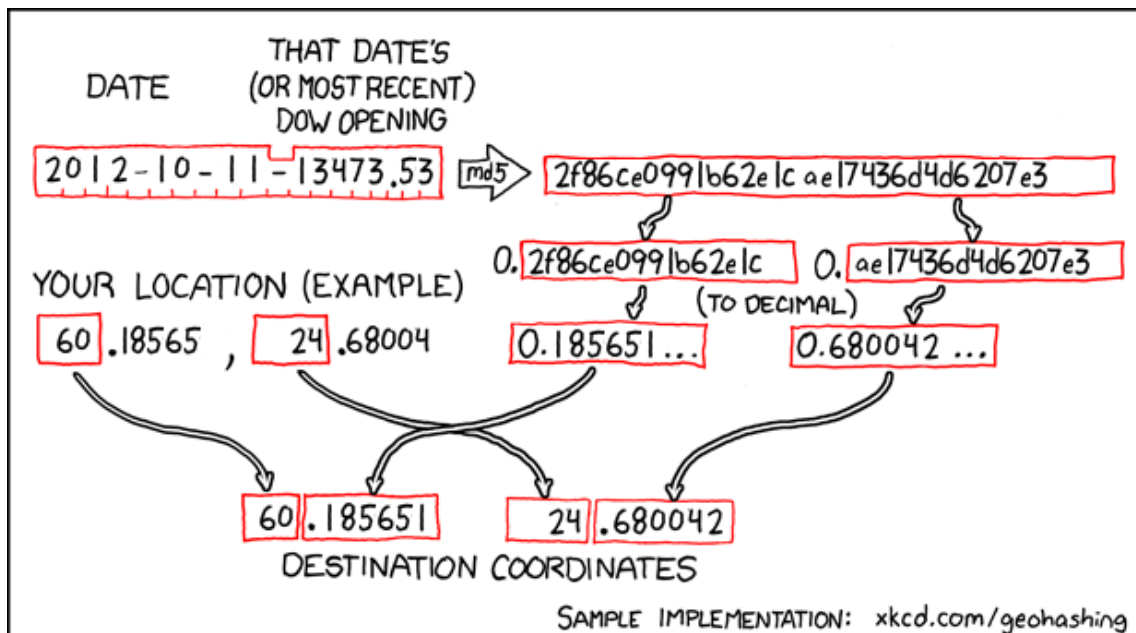 DATE
THAT DATE'S
(OR MOST RECENT)
DOW OPENING
2012-10-11-13473.53
md5
2f86ce0991b62e1cae17436d4d6207e3
0.2f86ce0991b62e1c
0.ae17436d4d6207e3
(TO DECIMAL)
YOUR LOCATION (EXAMPLE)
60.18565, 24.68004
0.185651...
0.680042...
60.185651
24.680042
DESTINATION COORDINATES
SAMPLE IMPLEMENTATION: xkcd.com/geohashing